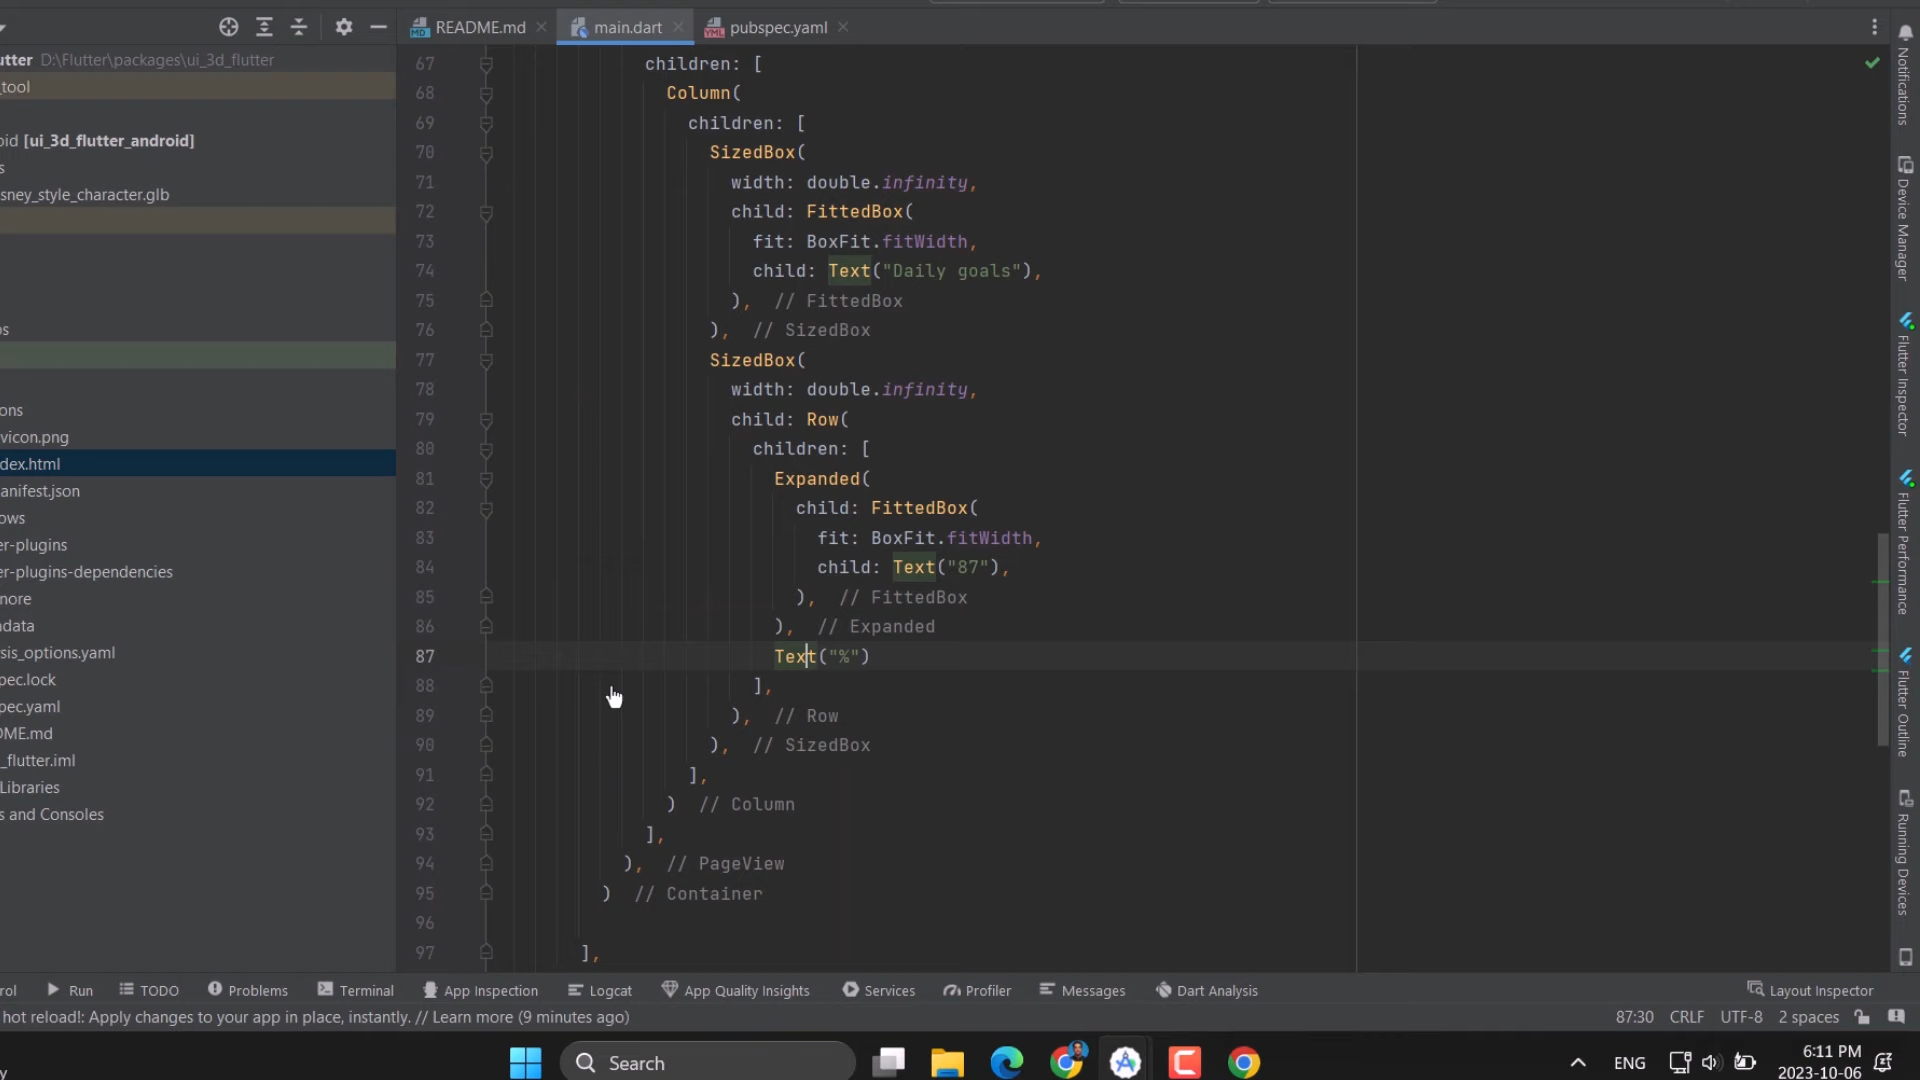 README.md
main.dart
pubspec.yaml
utter D:\Flutter\packages\ui_3d_flutter
_tool
oid [ui_3d_flutter_android]
s
sney_style_character.glb
os
ons
vicon.png
dex.html
anifest.json
ows
er-plugins
er-plugins-dependencies
nore
adata
sis_options.yaml
pec.lock
pec.yaml
DME.md
_flutter.iml
Libraries
s and Consoles
67 children: [
68 Column(
69 children: [
70 SizedBox(
71 width: double.infinity,
72 child: FittedBox(
73 fit: BoxFit.fitWidth,
74 child: Text("Daily goals"),
75 ), // FittedBox
76 ), // SizedBox
77 SizedBox(
78 width: double.infinity,
79 child: Row(
80 children: [
81 Expanded(
82 child: FittedBox(
83 fit: BoxFit.fitWidth,
84 child: Text("87"),
85 ), // FittedBox
86 ), // Expanded
87 Text("%")
88 ],
89 ), // Row
90 ), // SizedBox
91 ],
92 ) // Column
93 ],
94 ), // PageView
95 ) // Container
96
97 ],
Notifications
Device Manager
Flutter Inspector
Flutter Performance
Flutter Outline
Running Devices
rol
Run
TODO
Problems
Terminal
App Inspection
Logcat
App Quality Insights
Services
Profiler
Messages
Dart Analysis
Layout Inspector
hot reload!: Apply changes to your app in place, instantly. // Learn more (9 minutes ago)
87:30 CRLF UTF-8 2 spaces
Search
ENG
6:11 PM
2023-10-06